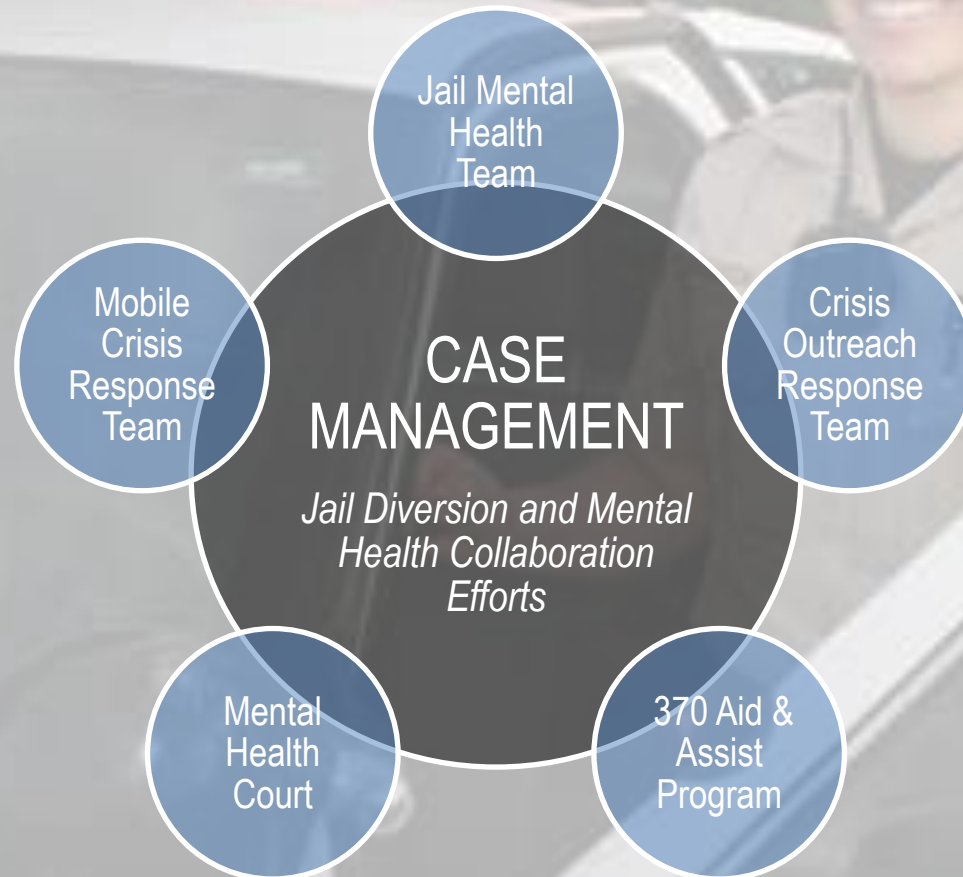 Jail Mental
Health
Team
Mobile
Crisis
Response
Team
Crisis
Outreach
Response
Team
CASE
MANAGEMENT
Jail Diversion and Mental
Health Collaboration
Efforts
Mental
Health
Court
370 Aid &
Assist
Program